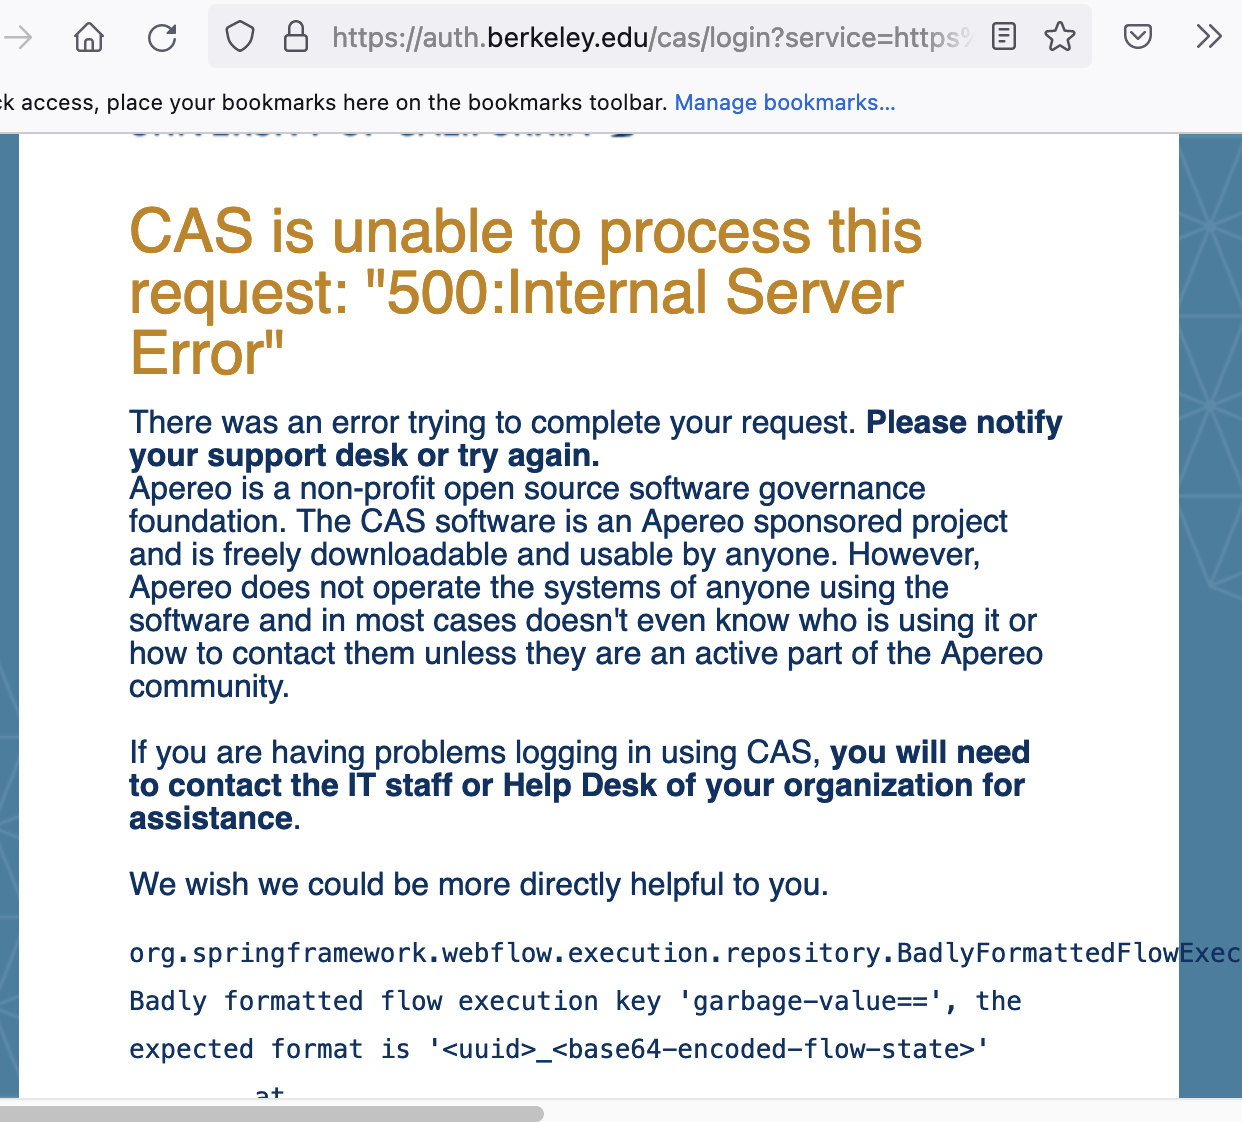 https://auth.berkeley.edu/cas/login?service=https%
access, place your bookmarks here on the bookmarks toolbar. Manage bookmarks...
UNIVERSITY OF CALIFORNIA
CAS is unable to process this
request: "500:Internal Server
Error"
There was an error trying to complete your request. Please notify
your support desk or try again.
Apereo is a non-profit open source software governance
foundation. The CAS software is an Apereo sponsored project
and is freely downloadable and usable by anyone. However,
Apereo does not operate the systems of anyone using the
software and in most cases doesn't even know who is using it or
how to contact them unless they are an active part of the Apereo
community.
If you are having problems logging in using CAS, you will need
to contact the IT staff or Help Desk of your organization for
assistance.
We wish we could be more directly helpful to you.
org.springframework.webflow.execution.repository.BadlyFormattedFlowExec
Badly formatted flow execution key 'garbage-value==', the
expected format is '<uuid>_<base64-encoded-flow-state>'
at